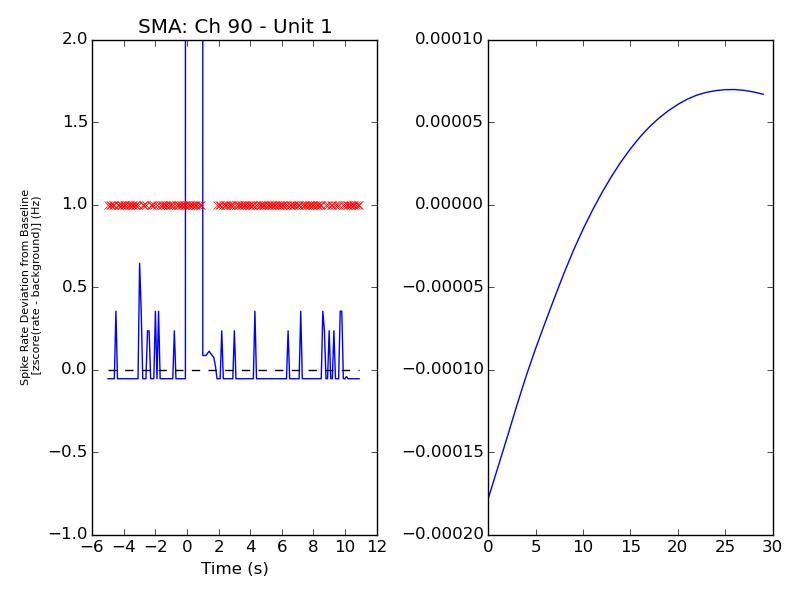 SMA: Ch 90 - Unit 1
2.0
1.5
1.0
0.5
0.0
−0.5
−1.0
Spike Rate Deviation from Baseline
[zscore(rate - background)] (Hz)
−6 −4 −2 0 2 4 6 8 10 12
Time (s)
0.00010
0.00005
0.00000
−0.00005
−0.00010
−0.00015
−0.00020
0 5 10 15 20 25 30